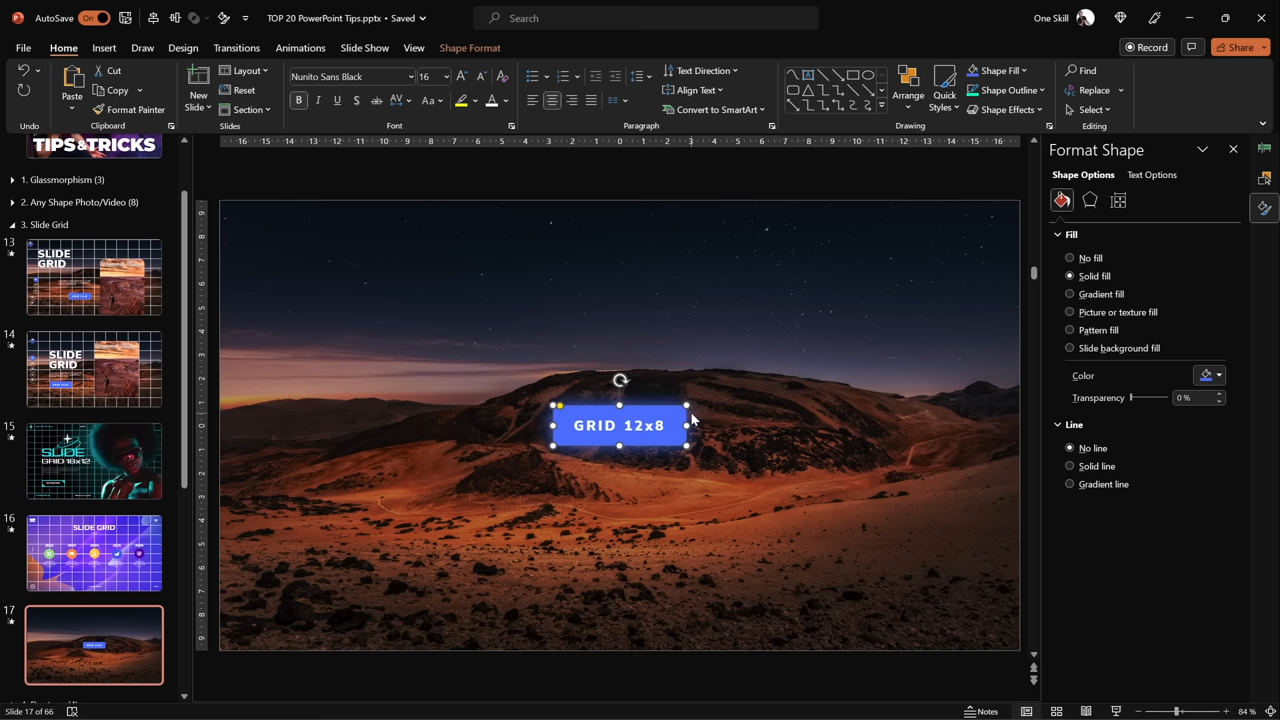 AutoSave
On
TOP 20 PowerPoint Tips.pptx • Saved
Search
One Skill
File
Home
Insert
Draw
Design
Transitions
Animations
Slide Show
View
Shape Format
Record
Share
Undo
Paste
Cut
Copy
Format Painter
Clipboard
New
Slide
Layout
Reset
Section
Slides
Nunito Sans Black
16
Font
Text Direction
Align Text
Convert to SmartArt
Paragraph
Arrange
Quick
Styles
Shape Fill
Shape Outline
Shape Effects
Drawing
Find
Replace
Select
Editing
TIPS&TRICKS
1. Glassmorphism (3)
2. Any Shape Photo/Video (8)
3. Slide Grid
13
SLIDE
GRID
14
SLIDE
GRID
15
SLIDE
GRID 18x12
16
SLIDE GRID
17
GRID 12x8
Format Shape
Shape Options
Text Options
Fill
No fill
Solid fill
Gradient fill
Picture or texture fill
Pattern fill
Slide background fill
Color
Transparency
0 %
Line
No line
Solid line
Gradient line
Slide 17 of 66
Notes
84 %